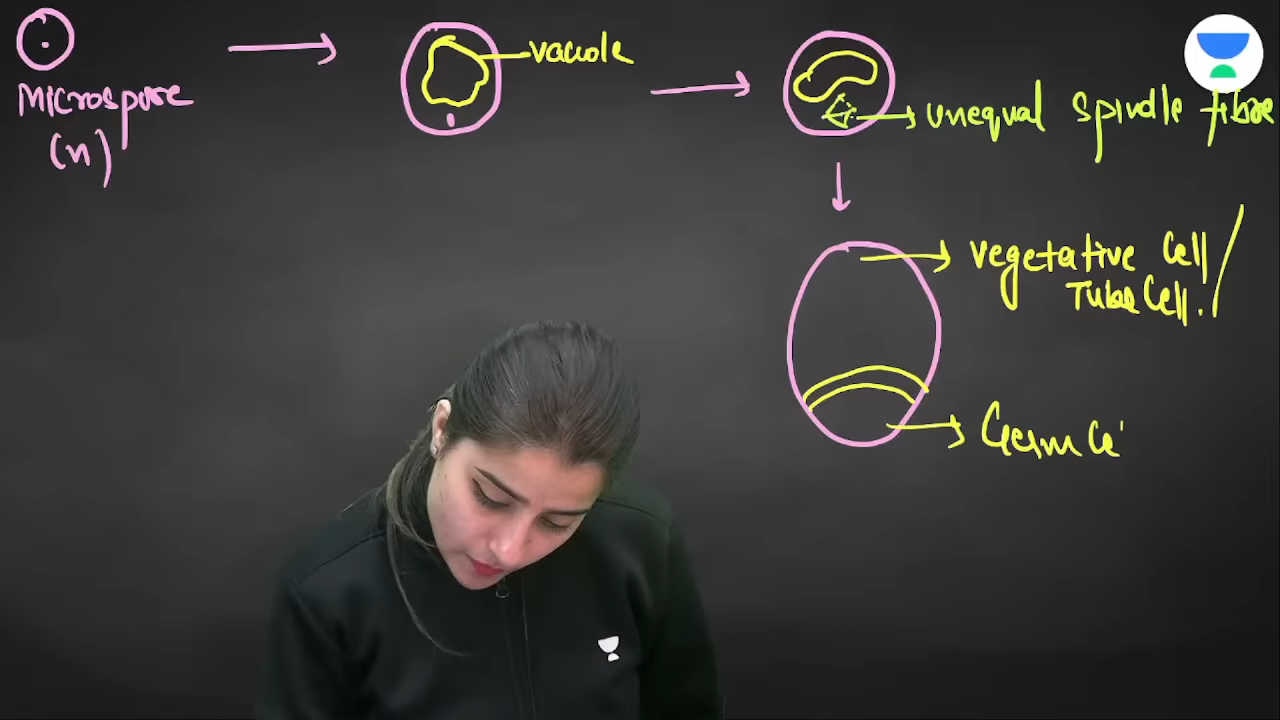 Microspore
(n)
vacuole
unequal spindle fibre
vegetative cell/
Tube cell.
Germ Ce